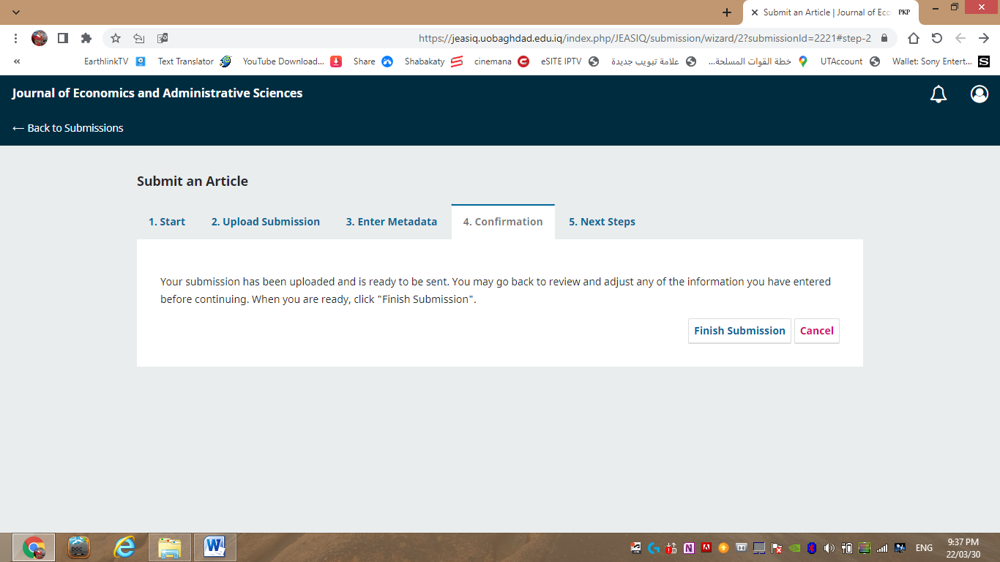 Submit an Article | Journal of Eco
PKP
https://jeasiq.uobaghdad.edu.iq/index.php/JEASIQ/submission/wizard/2?submissionId=2221#step-2
«
EarthlinkTV
Text Translator
YouTube Download...
Share
Shabakaty
cinemana
eSITE IPTV
علامة تبويب جديدة
خطة القوات المسلحة...
UTAccount
Wallet: Sony Entert...
Journal of Economics and Administrative Sciences
← Back to Submissions
Submit an Article
1. Start
2. Upload Submission
3. Enter Metadata
4. Confirmation
5. Next Steps
Your submission has been uploaded and is ready to be sent. You may go back to review and adjust any of the information you have entered
before continuing. When you are ready, click "Finish Submission".
Finish Submission
Cancel
DOC
ENG
9:37 PM
22/03/30